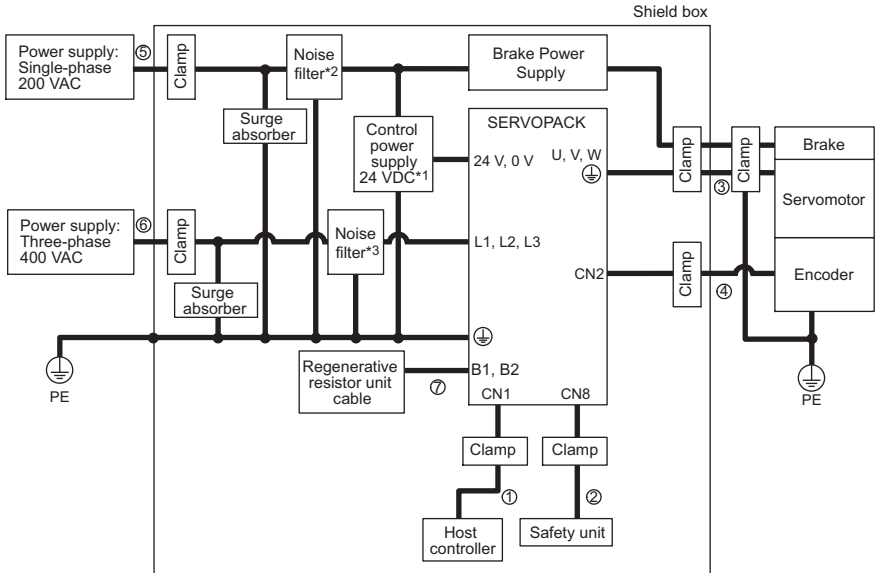 Shield box
Power supply:
Single-phase
200 VAC
⑤
Clamp
Noise
filter*2
Brake Power
Supply
Surge
absorber
Control
power
supply
24 VDC*1
SERVOPACK
24 V, 0 V
U, V, W
Clamp
③
Clamp
Brake
Servomotor
Encoder
Power supply:
Three-phase
400 VAC
⑥
Clamp
Noise
filter*3
L1, L2, L3
CN2
Clamp
④
Surge
absorber
PE
Regenerative
resistor unit
cable
⑦
B1, B2
CN1
CN8
PE
Clamp
Clamp
①
②
Host
controller
Safety unit